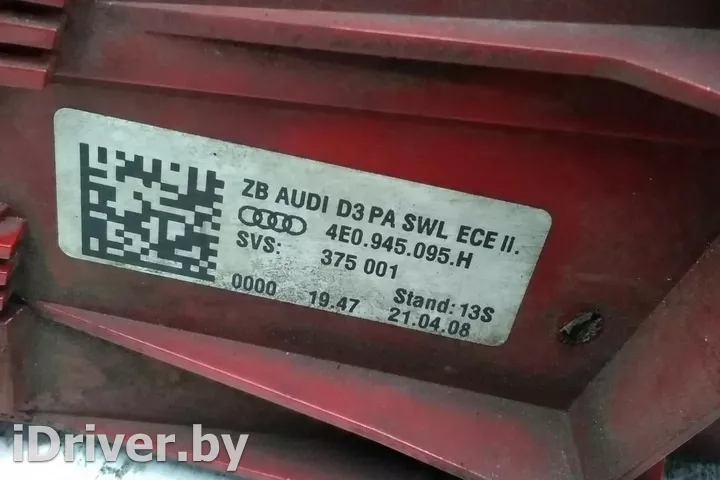 ZB AUDI D3 PA SWL ECE II.
4E0.945.095.H
SVS: 375 001
0000 19.47 Stand: 13S
21.04.08
iDriver.by